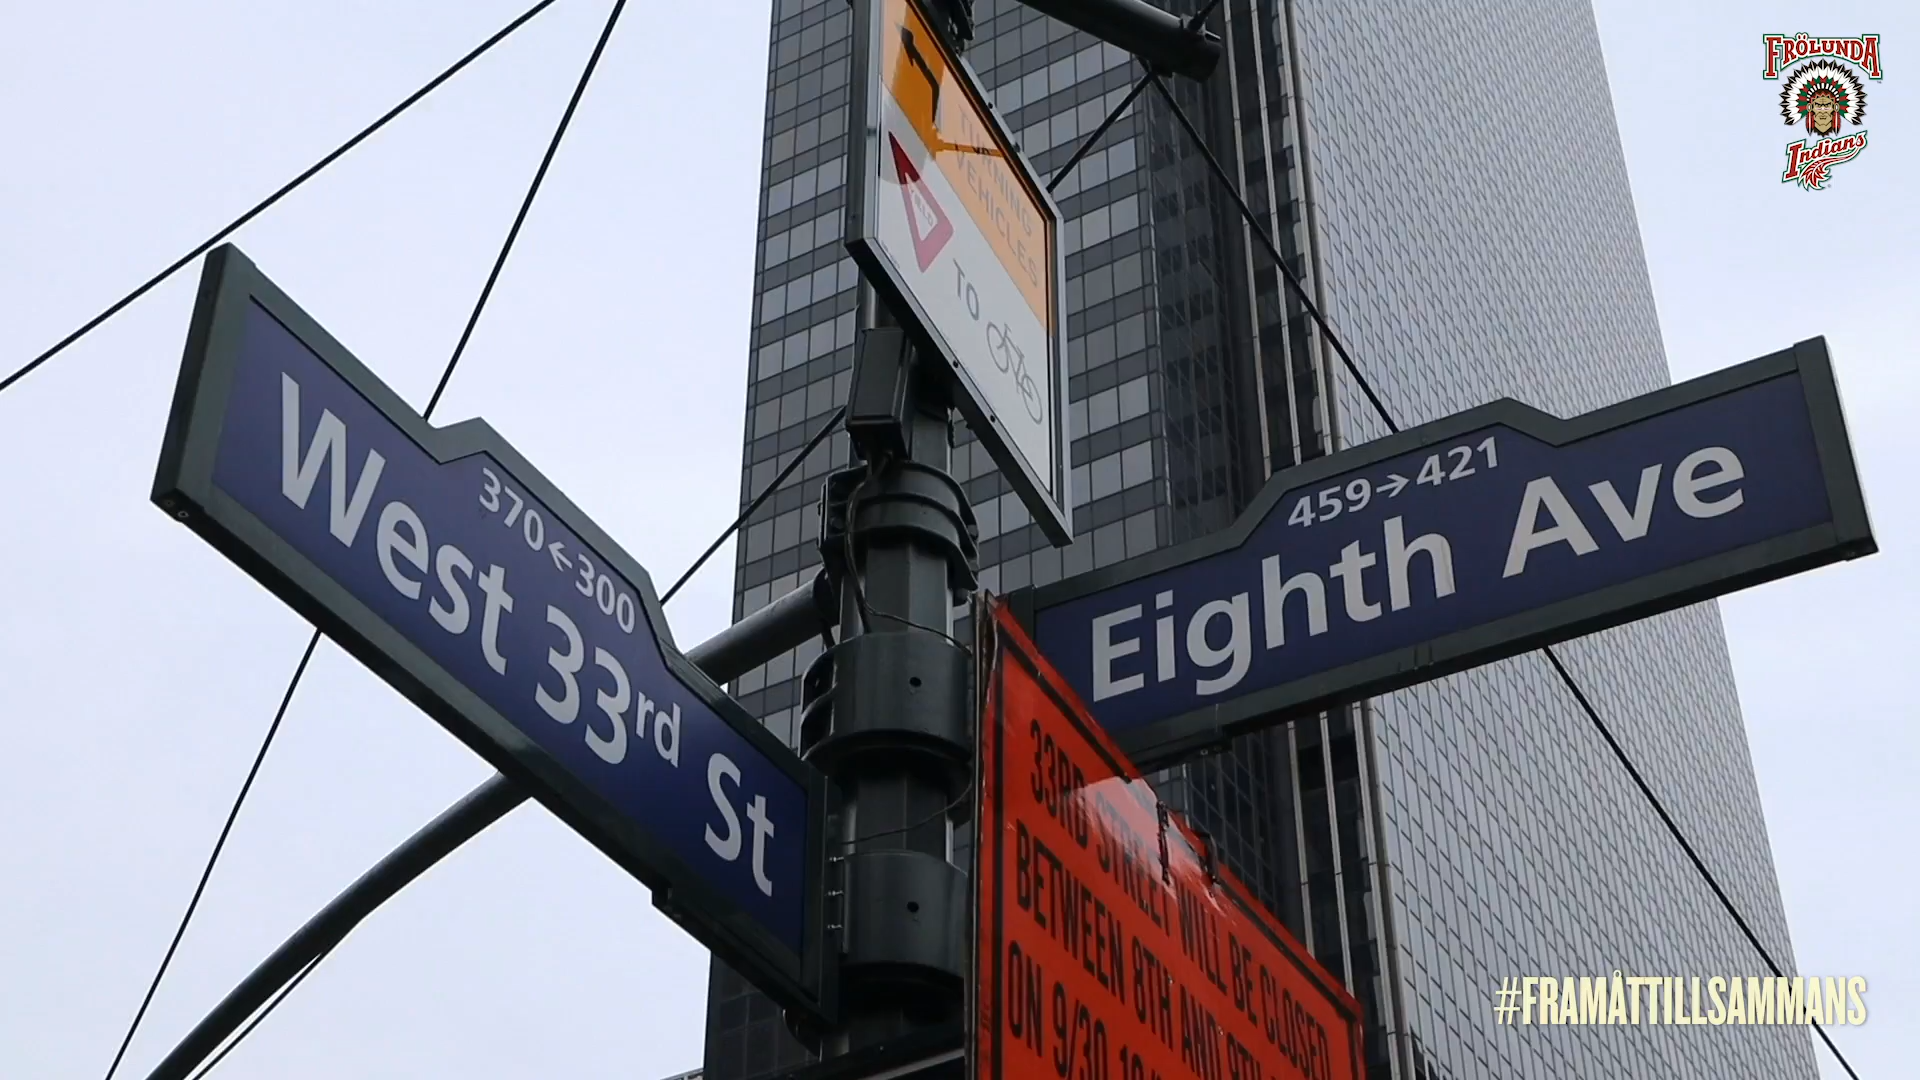 FRÖLUNDA
Indians
TURNING
VEHICLES
YIELD
TO
370←300
West 33rd St
459→421
Eighth Ave
33RD STREET WILL BE CLOSED
BETWEEN 8TH AND 9TH
ON 9/30
#FRAMÅTTILLSAMMANS